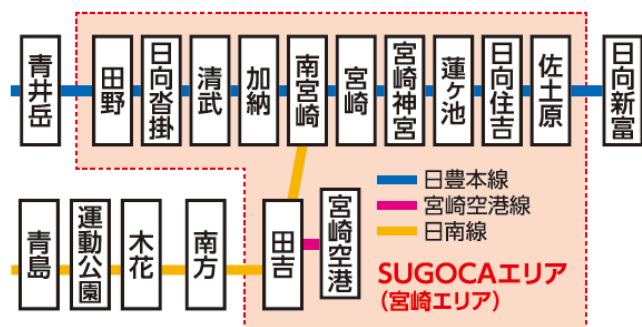 青井岳
田野
日向沓掛
清武
加納
南宮崎
宮崎
宮崎神宮
蓮ヶ池
日向住吉
佐土原
日向新富
日豊本線
宮崎空港線
日南線
青島
運動公園
木花
南方
田吉
宮崎空港
SUGOCAエリア
(宮崎エリア)